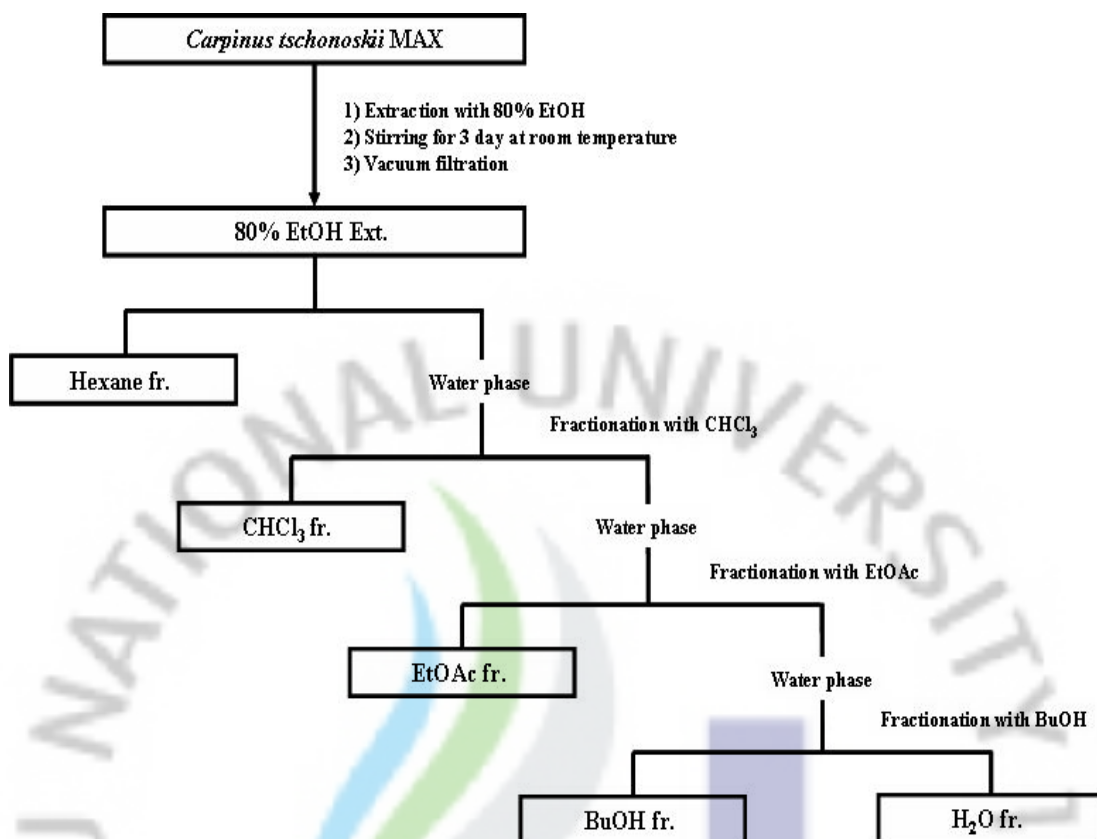 Carpinus tschonoskii MAX
1) Extraction with 80% EtOH
2) Stirring for 3 day at room temperature
3) Vacuum filtration
80% EtOH Ext.
Hexane fr.
Water phase
Fractionation with CHCl₃
CHCl₃ fr.
Water phase
Fractionation with EtOAc
EtOAc fr.
Water phase
Fractionation with BuOH
BuOH fr.
H₂O fr.
NATIONAL UNIVERSITY